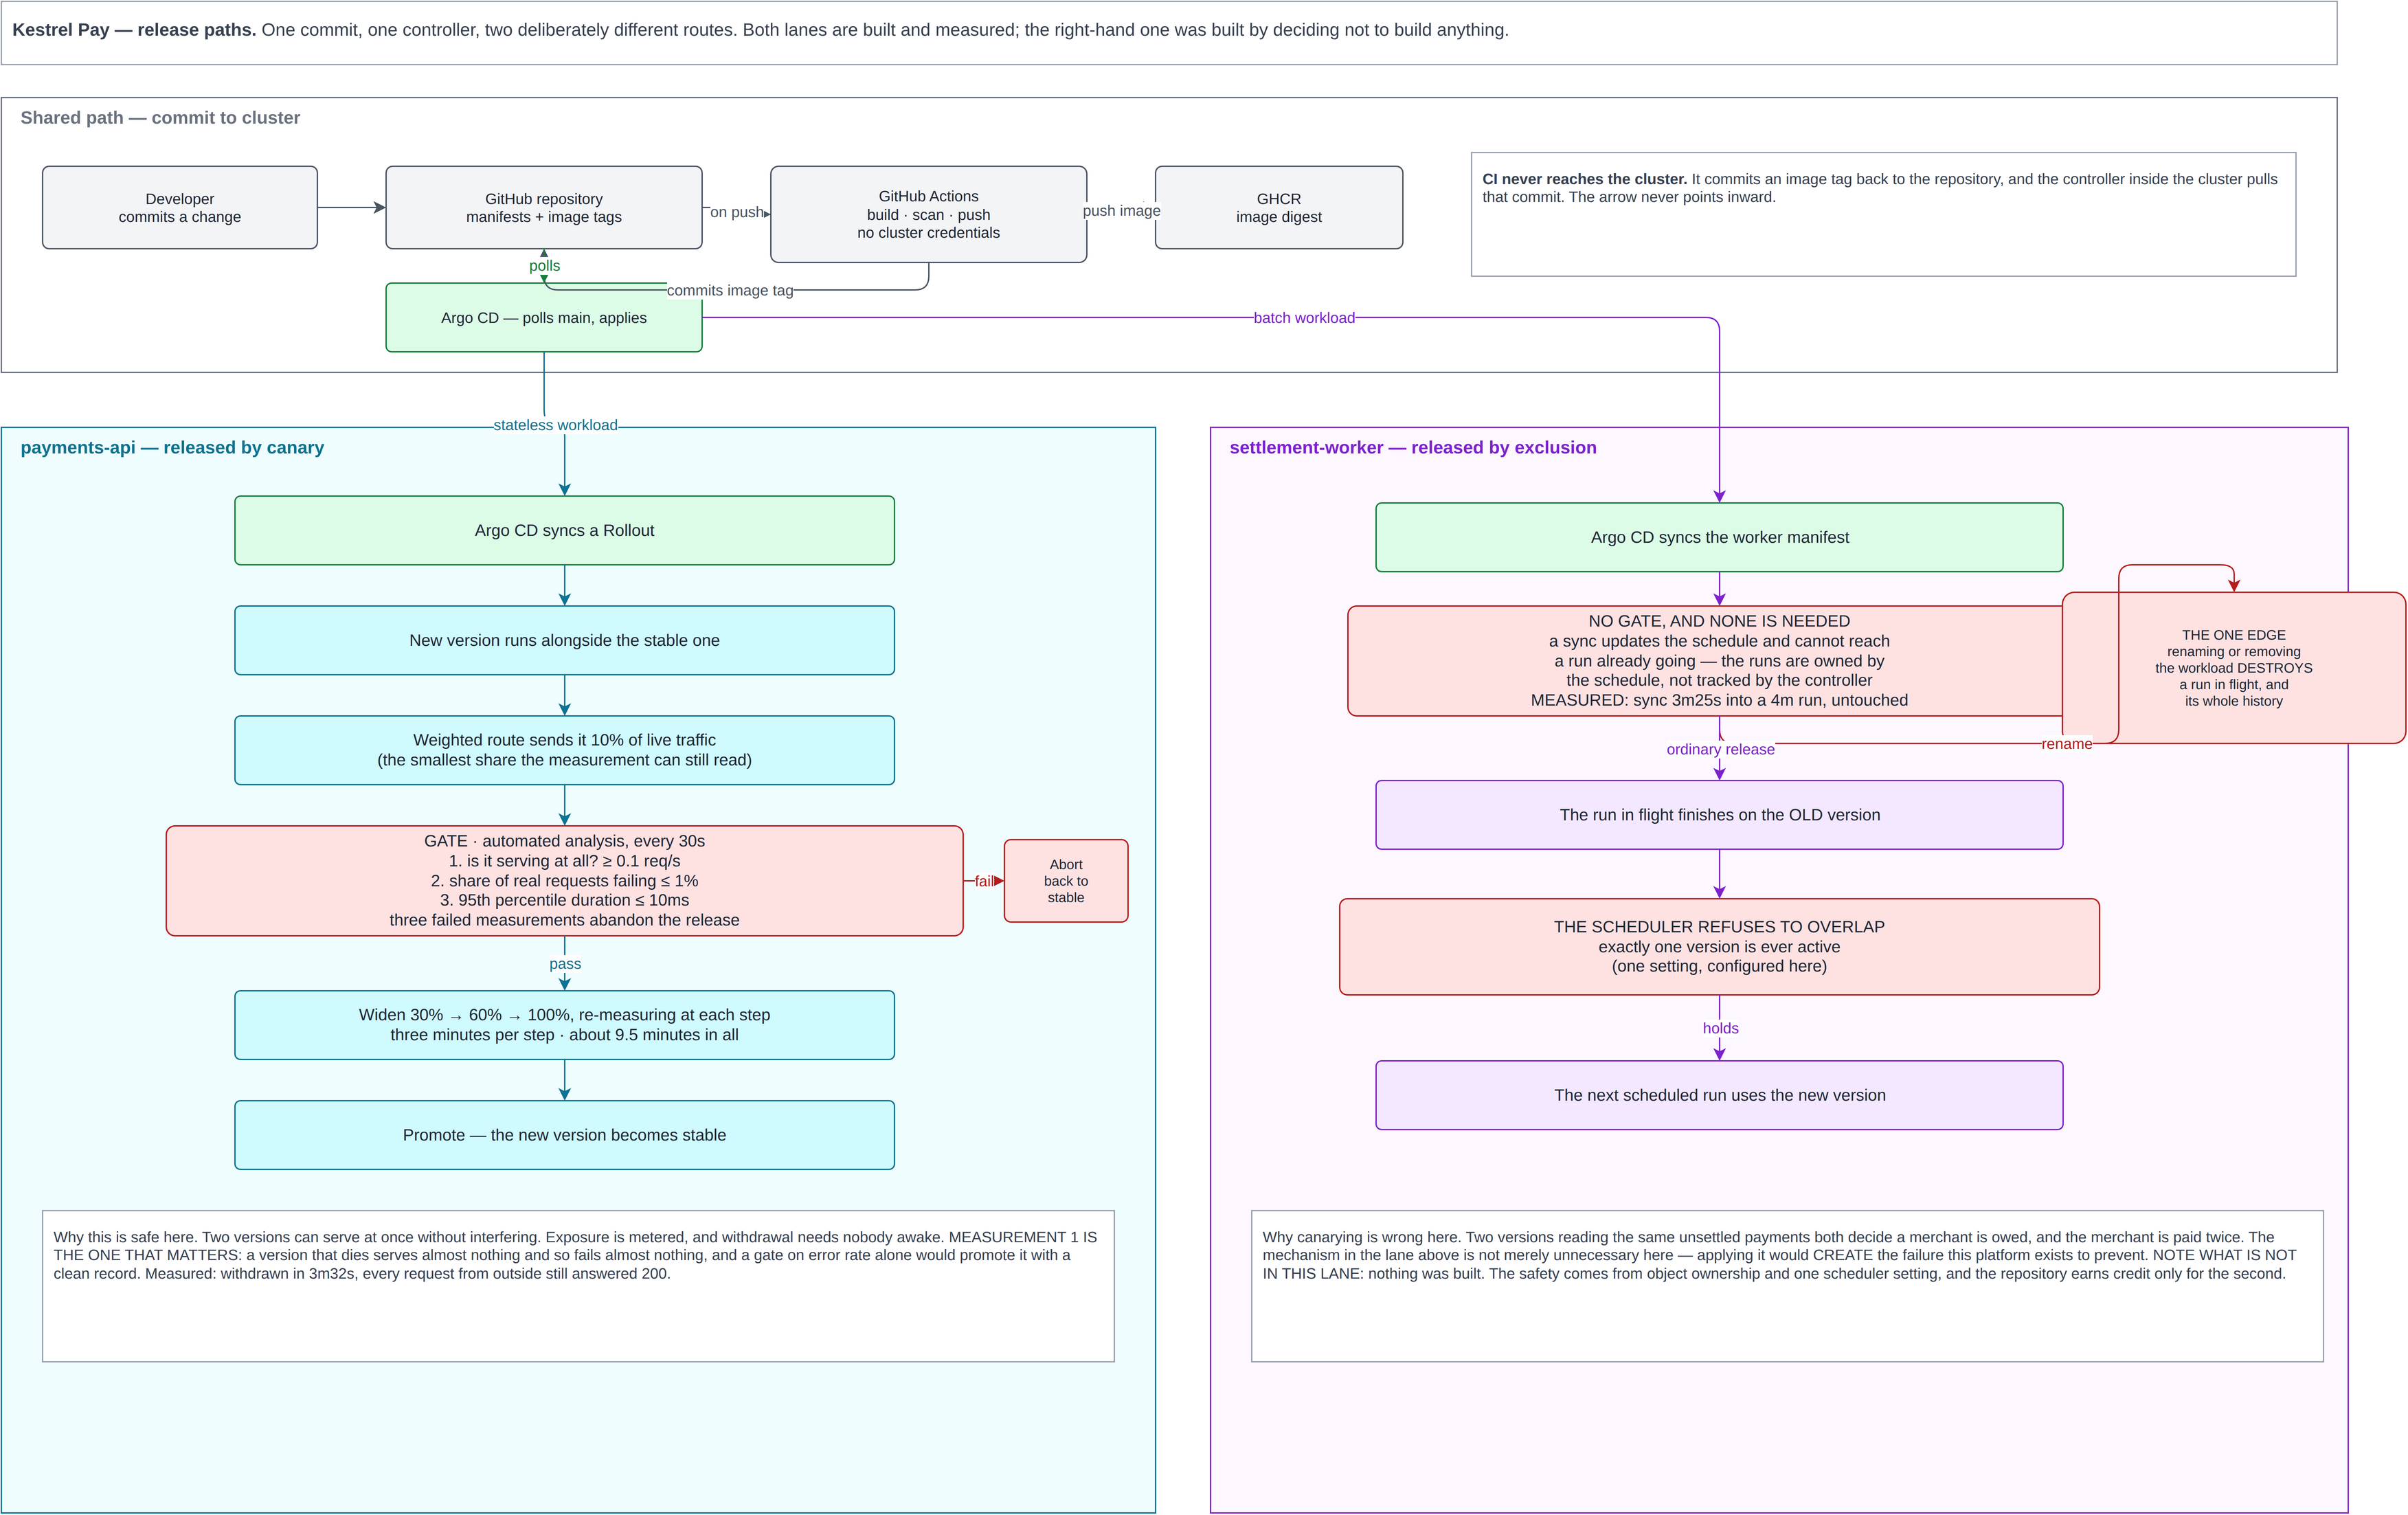 Kestrel Pay — release paths. One commit, one controller, two deliberately different routes. Both lanes are built and measured; the right-hand one was built by deciding not to build anything.
Shared path — commit to cluster
Developer
commits a change
GitHub repository
manifests + image tags
on push
GitHub Actions
build · scan · push
no cluster credentials
push image
GHCR
image digest
CI never reaches the cluster. It commits an image tag back to the repository, and the controller inside the cluster pulls
that commit. The arrow never points inward.
polls
commits image tag
Argo CD — polls main, applies
batch workload
stateless workload
payments-api — released by canary
Argo CD syncs a Rollout
New version runs alongside the stable one
Weighted route sends it 10% of live traffic
(the smallest share the measurement can still read)
GATE · automated analysis, every 30s
1. is it serving at all? ≥ 0.1 req/s
2. share of real requests failing ≤ 1%
3. 95th percentile duration ≤ 10ms
three failed measurements abandon the release
fail
Abort
back to
stable
pass
Widen 30% → 60% → 100%, re-measuring at each step
three minutes per step · about 9.5 minutes in all
Promote — the new version becomes stable
Why this is safe here. Two versions can serve at once without interfering. Exposure is metered, and withdrawal needs nobody awake. MEASUREMENT 1 IS
THE ONE THAT MATTERS: a version that dies serves almost nothing and so fails almost nothing, and a gate on error rate alone would promote it with a
clean record. Measured: withdrawn in 3m32s, every request from outside still answered 200.
settlement-worker — released by exclusion
Argo CD syncs the worker manifest
NO GATE, AND NONE IS NEEDED
a sync updates the schedule and cannot reach
a run already going — the runs are owned by
the schedule, not tracked by the controller
MEASURED: sync 3m25s into a 4m run, untouched
THE ONE EDGE
renaming or removing
the workload DESTROYS
a run in flight, and
its whole history
rename
ordinary release
The run in flight finishes on the OLD version
THE SCHEDULER REFUSES TO OVERLAP
exactly one version is ever active
(one setting, configured here)
holds
The next scheduled run uses the new version
Why canarying is wrong here. Two versions reading the same unsettled payments both decide a merchant is owed, and the merchant is paid twice. The
mechanism in the lane above is not merely unnecessary here — applying it would CREATE the failure this platform exists to prevent. NOTE WHAT IS NOT
IN THIS LANE: nothing was built. The safety comes from object ownership and one scheduler setting, and the repository earns credit only for the second.